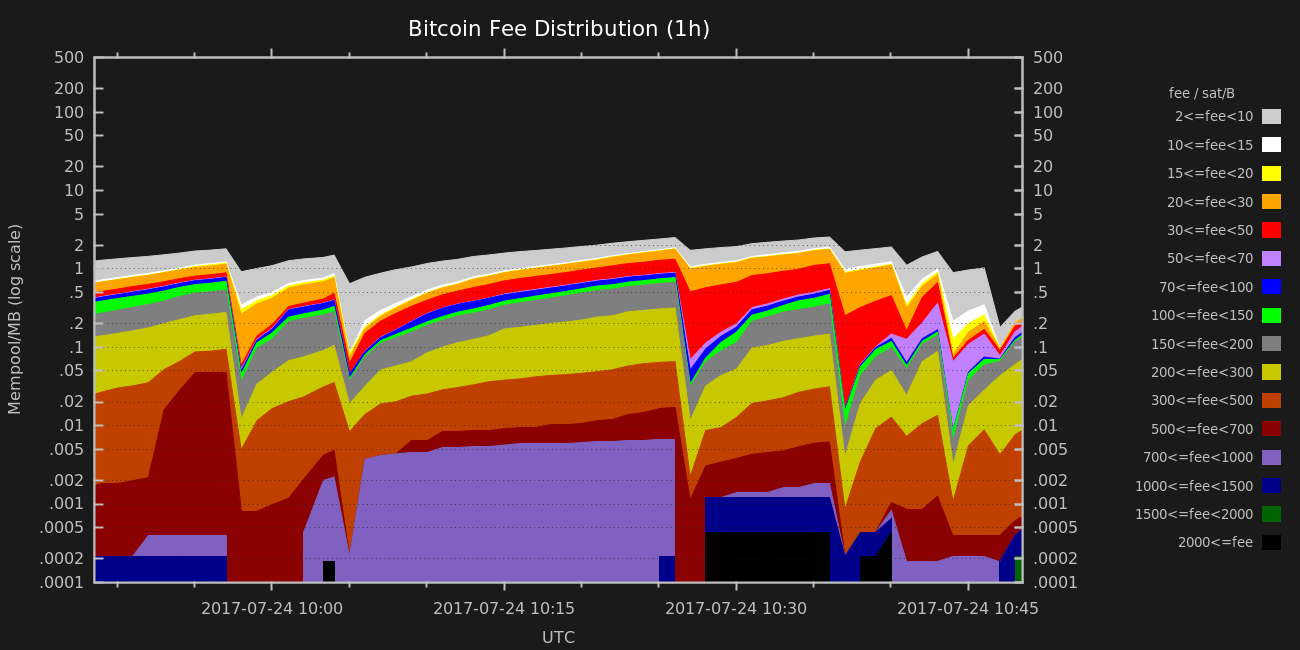 Bitcoin Fee Distribution (1h)
500
200
100
50
20
10
5
2
1
.5
.2
.1
.05
.02
.01
.005
.002
.001
.0005
.0002
.0001
Mempool/MB (log scale)
500
200
100
50
20
10
5
2
1
.5
.2
.1
.05
.02
.01
.005
.002
.001
.0005
.0002
.0001
fee / sat/B
2<=fee<10
10<=fee<15
15<=fee<20
20<=fee<30
30<=fee<50
50<=fee<70
70<=fee<100
100<=fee<150
150<=fee<200
200<=fee<300
300<=fee<500
500<=fee<700
700<=fee<1000
1000<=fee<1500
1500<=fee<2000
2000<=fee
2017-07-24 10:00 2017-07-24 10:15 2017-07-24 10:30 2017-07-24 10:45
UTC